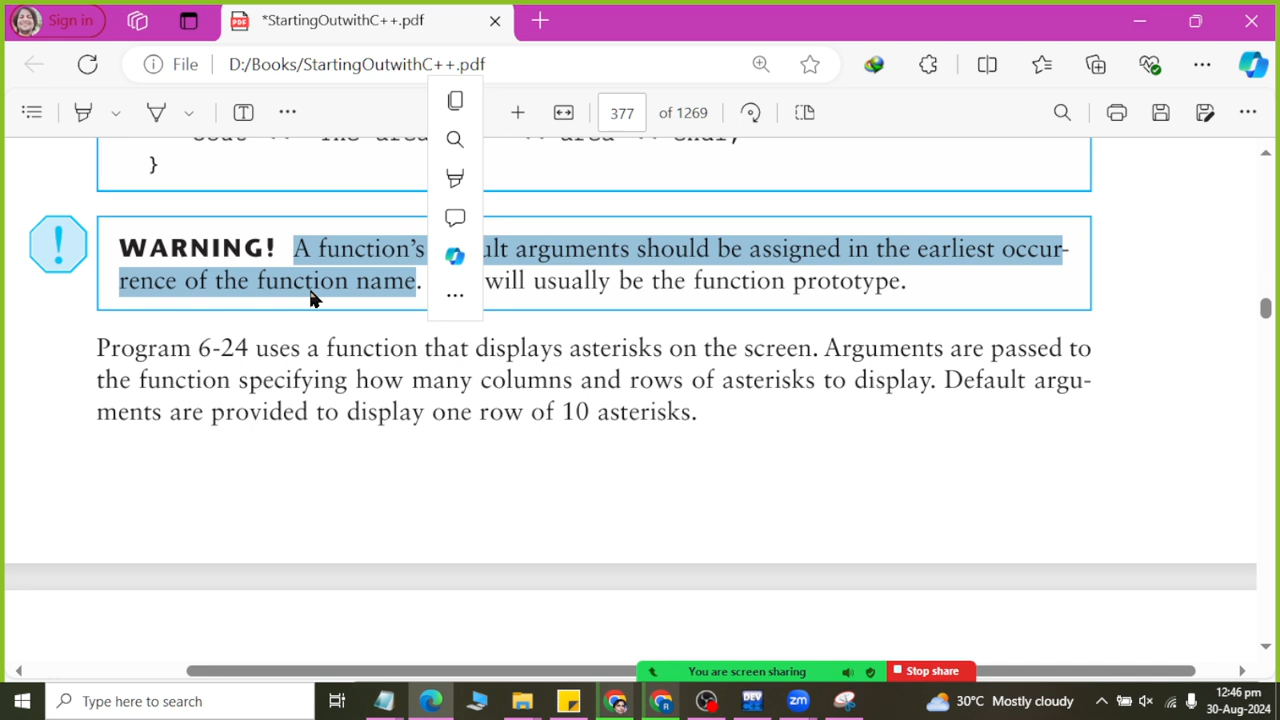 Sign in
*StartingOutwithC++.pdf
File
D:/Books/StartingOutwithC++.pdf
377 of 1269
}
WARNING! A function's ult arguments should be assigned in the earliest occur-
rence of the function name. will usually be the function prototype.
Program 6-24 uses a function that displays asterisks on the screen. Arguments are passed to
the function specifying how many columns and rows of asterisks to display. Default argu-
ments are provided to display one row of 10 asterisks.
You are screen sharing
Stop share
Type here to search
DEV
zm
30°C Mostly cloudy
12:46 pm
30-Aug-2024